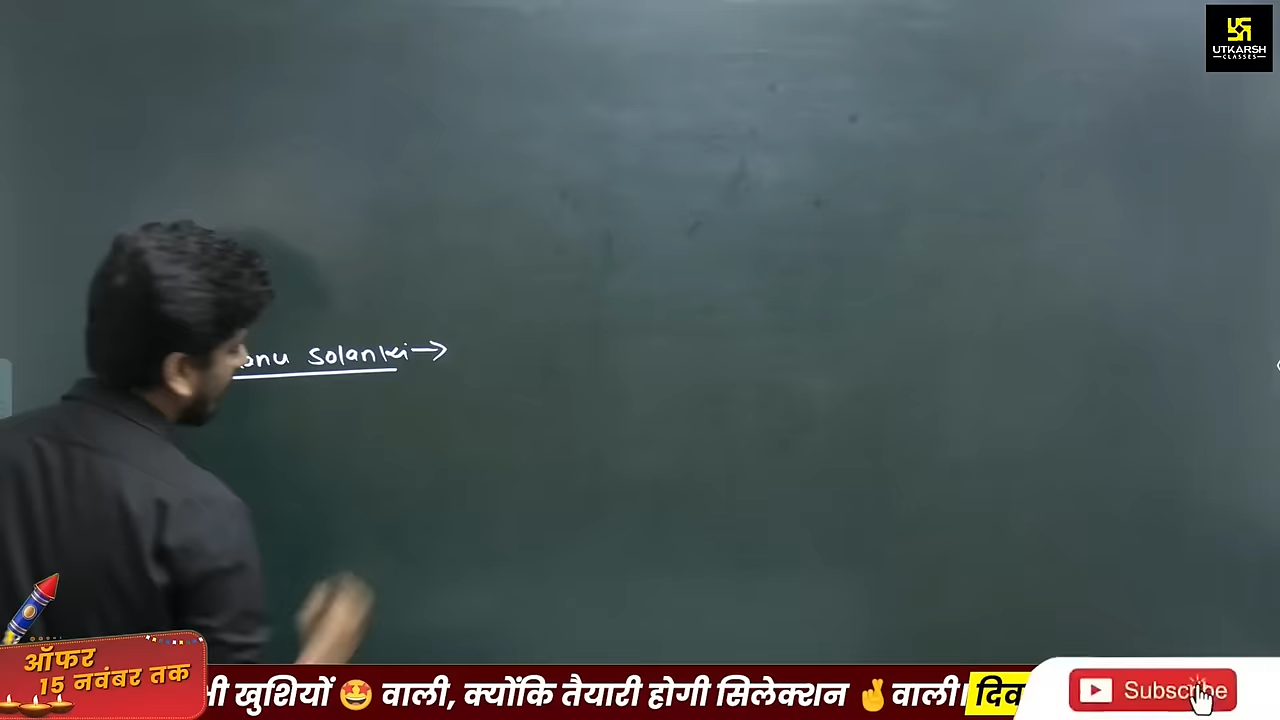 UTKARSH
CLASSES
onu Solanki →
ऑफर
15 नवंबर तक
खुशियों 🤩 वाली, क्योंकि तैयारी होगी सिलेक्शन 🤞वाली।
Subscribe